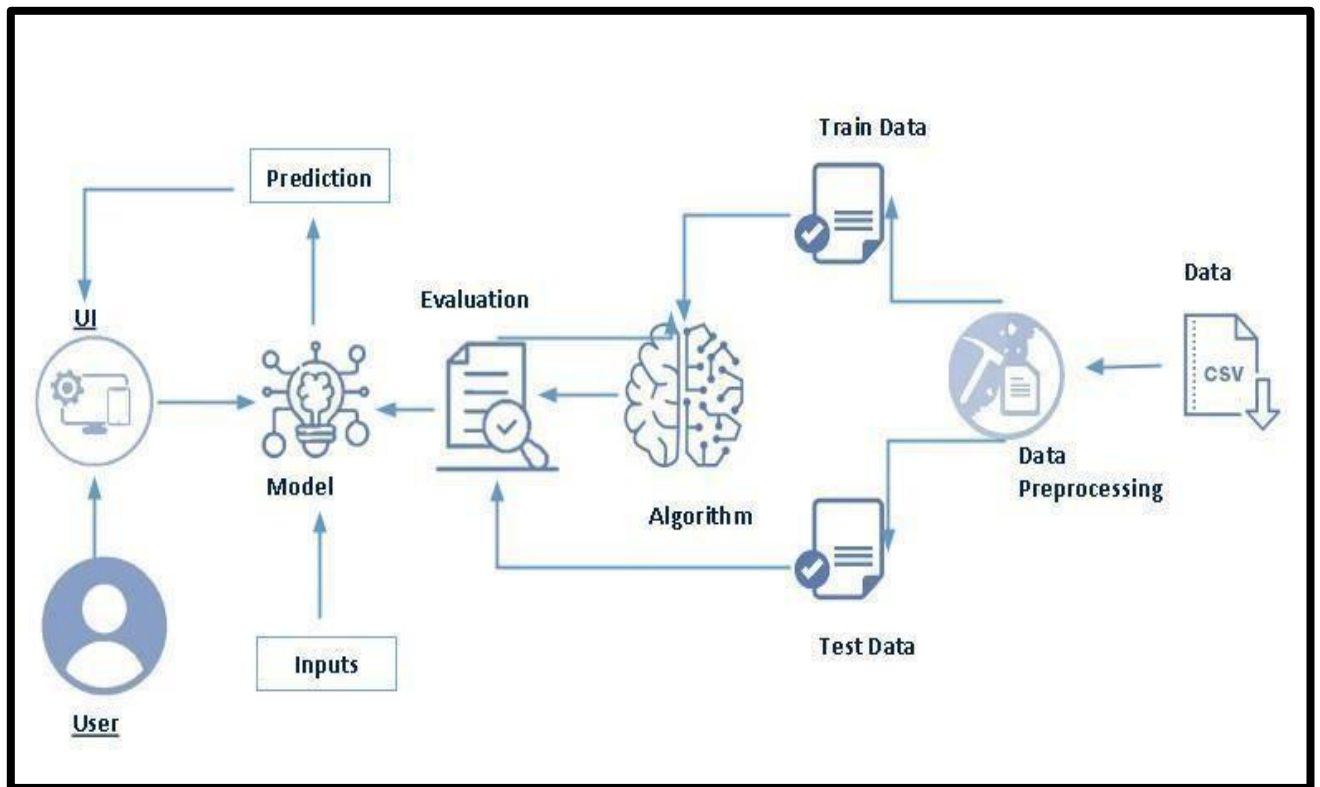 Train Data
Prediction
Data
Evaluation
UI
CSV
Data
Preprocessing
Model
Algorithm
Test Data
Inputs
User